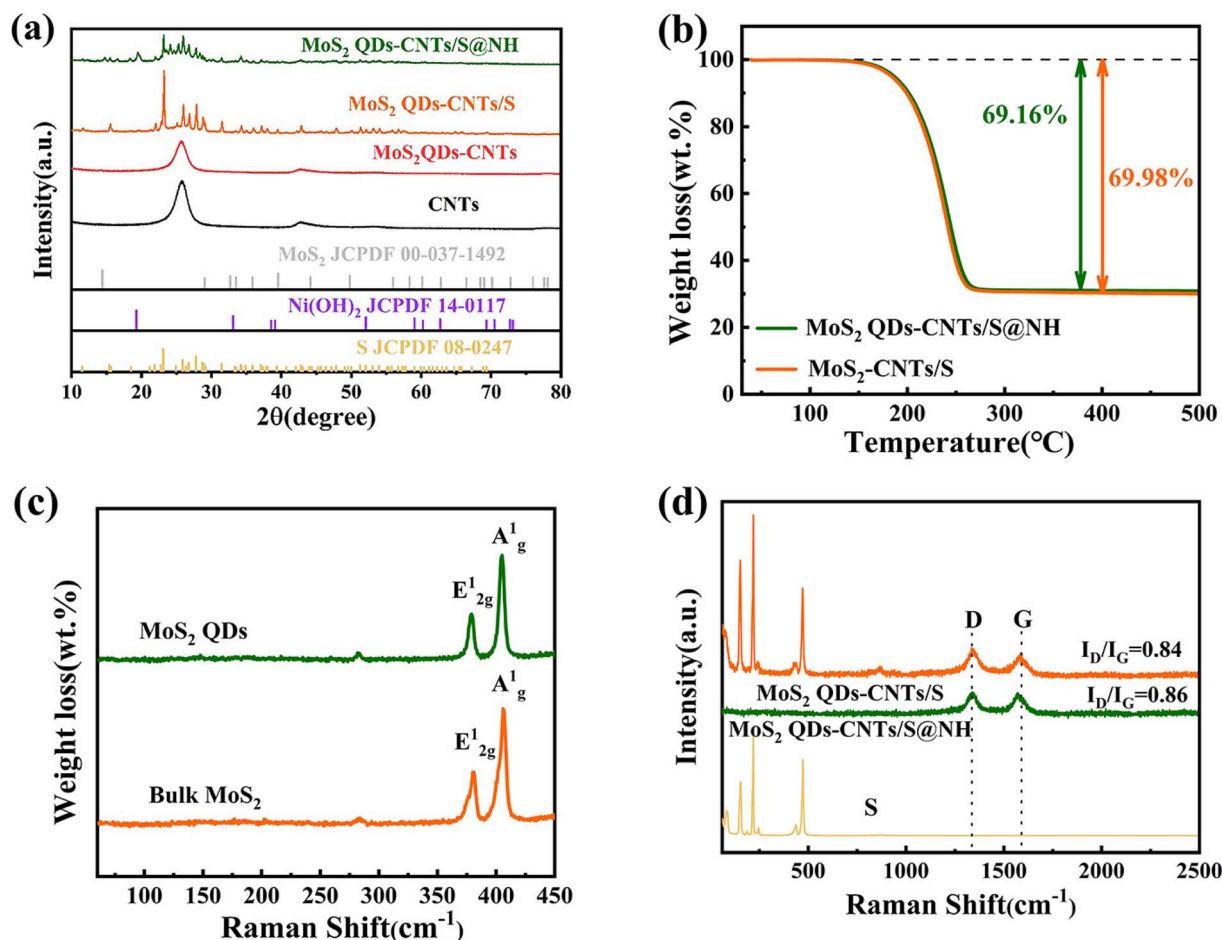 (a)
MoS₂ QDs-CNTs/S@NH
MoS₂ QDs-CNTs/S
MoS₂QDs-CNTs
CNTs
MoS₂ JCPDF 00-037-1492
Ni(OH)₂ JCPDF 14-0117
S JCPDF 08-0247
Intensity(a.u.)
10 20 30 40 50 60 70 80
2θ(degree)
(b)
100
80
60
40
20
0
69.16%
69.98%
MoS₂ QDs-CNTs/S@NH
MoS₂-CNTs/S
Weight loss(wt.%)
100 200 300 400 500
Temperature(°C)
(c)
A¹g
E¹2g
MoS₂ QDs
A¹g
E¹2g
Bulk MoS₂
Weight loss(wt.%)
50 100 150 200 250 300 350 400 450
Raman Shift(cm⁻¹)
(d)
D G
I_D/I_G=0.84
MoS₂ QDs-CNTs/S
I_D/I_G=0.86
MoS₂ QDs-CNTs/S@NH
S
Intensity(a.u.)
500 1000 1500 2000 2500
Raman Shift(cm⁻¹)